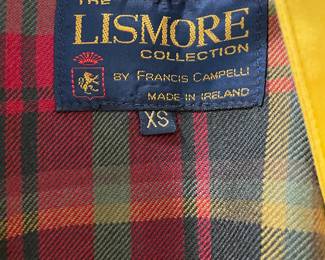 THE
LISMORE
COLLECTION
BY FRANCIS CAMPELLI
MADE IN IRELAND
XS